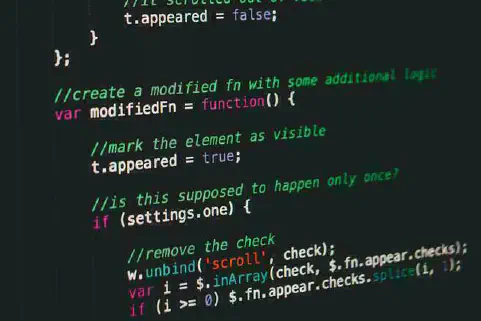 //it scrolled out of
t.appeared = false;
}
};
//create a modified fn with some additional logic
var modifiedFn = function() {
//mark the element as visible
t.appeared = true;
//is this supposed to happen only once?
if (settings.one) {
//remove the check
w.unbind('scroll', check);
var i = $.inArray(check, $.fn.appear.checks);
if (i >= 0) $.fn.appear.checks.splice(i, 1);